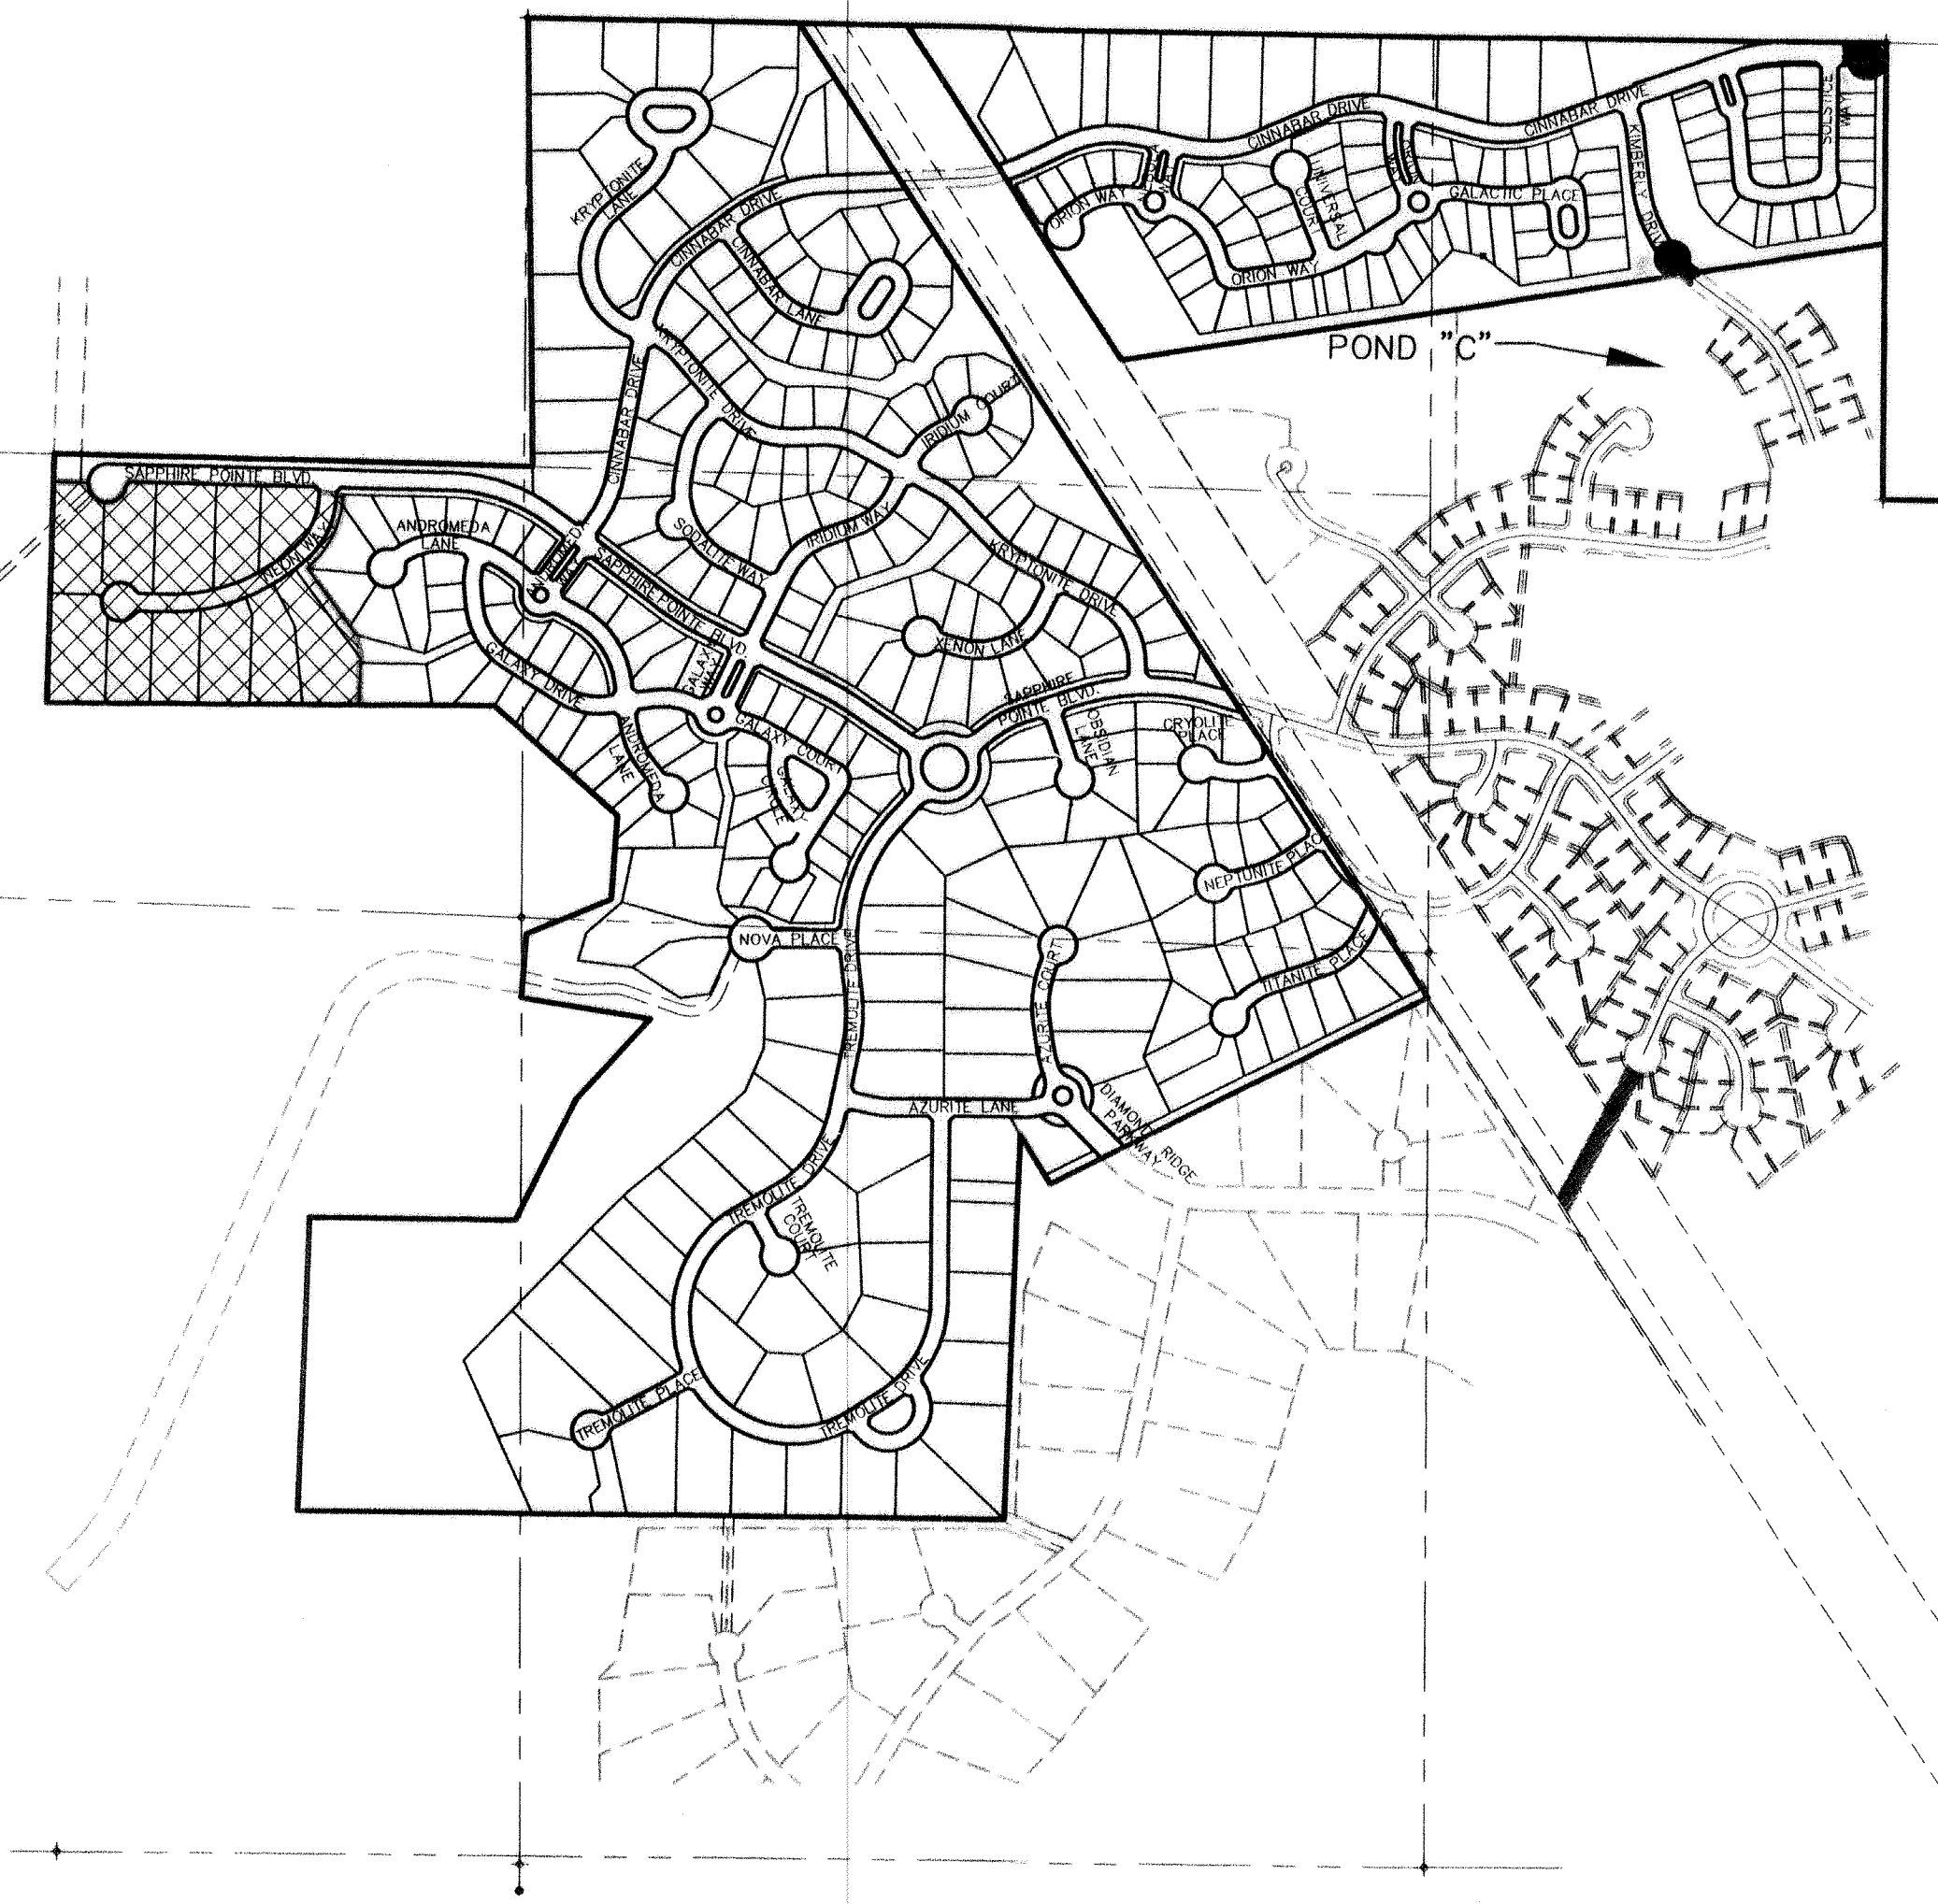 KRYPTONITE
LANE
CINNABAR DRIVE
CINNABAR LANE
CINNABAR DRIVE
CINNABAR DRIVE
KIMBERLY DRIVE
SOLSTICE
WAY
ORION WAY
UNIVERSAL
COURT
GALACTIC PLACE
ORION WAY
POND "C"
CINNABAR DRIVE
KRYPTONITE DRIVE
IRIDIUM COURT
SAPPHIRE POINTE BLVD.
NEON WAY
ANDROMEDA
LANE
ANDROMEDA
WAY
SODALITE WAY
IRIDIUM WAY
KRYPTONITE DRIVE
SAPPHIRE POINTE BLVD.
XENON LANE
GALAXY DRIVE
GALAXY
WAY
SAPPHIRE
POINTE BLVD.
OBSIDIAN
LANE
CRYOLITE
PLACE
ANDROMEDA
LANE
GALAXY COURT
GALAXY
CIRCLE
NEPTUNITE PLACE
NOVA PLACE
TREMOLITE DRIVE
AZURITE COURT
TITANITE PLACE
AZURITE LANE
DIAMOND RIDGE
PARKWAY
TREMOLITE DRIVE
TREMOLITE
COURT
TREMOLITE PLACE
TREMOLITE DRIVE